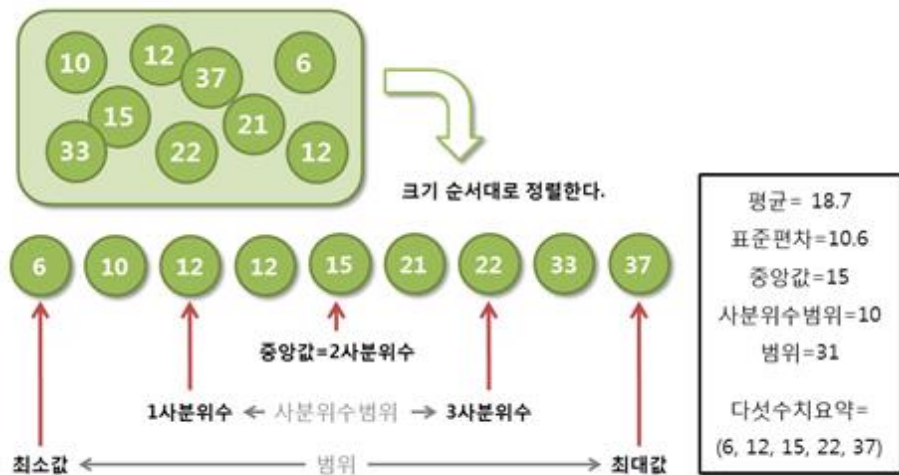 10 12 37 6
15 21
33 22 12
크기 순서대로 정렬한다.
6 10 12 12 15 21 22 33 37
중앙값=2사분위수
1사분위수 사분위수범위 3사분위수
최소값 범위 최대값
평균= 18.7
표준편차=10.6
중앙값=15
사분위수범위=10
범위=31
다섯수치요약=
(6, 12, 15, 22, 37)